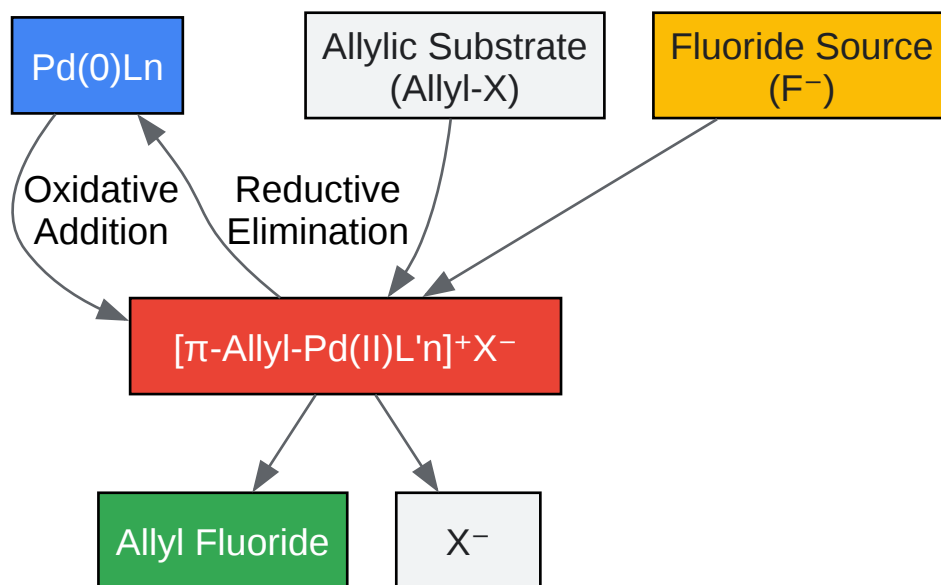 Pd(0)Ln
Allylic Substrate
(Allyl-X)
Fluoride Source
(F⁻)
Oxidative
Addition
Reductive
Elimination
[π-Allyl-Pd(II)L'n]⁺X⁻
Allyl Fluoride
X⁻